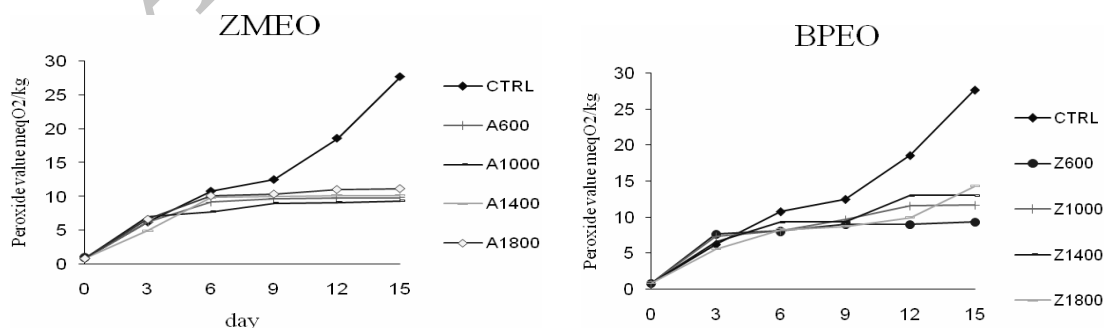 ZMEO
Peroxide value meqO2/kg
30
25
20
15
10
5
0
0 3 6 9 12 15
day
CTRL
A600
A1000
A1400
A1800
BPEO
Peroxide value meqO2/kg
30
25
20
15
10
5
0
0 3 6 9 12 15
CTRL
Z600
Z1000
Z1400
Z1800